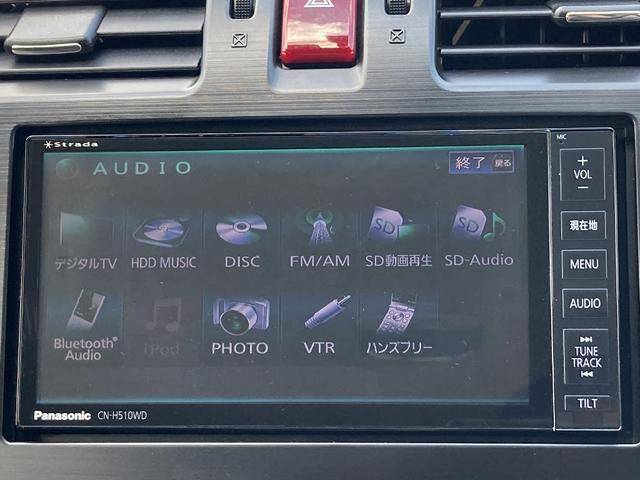 Strada
AUDIO
終了 戻る
デジタルTV HDD MUSIC DISC FM/AM SD動画再生 SD-Audio
Bluetooth®
Audio
iPod PHOTO VTR ハンズフリー
Panasonic CN-H510WD
MIC
+
VOL
−
現在地
MENU
AUDIO
TUNE
TRACK
TILT